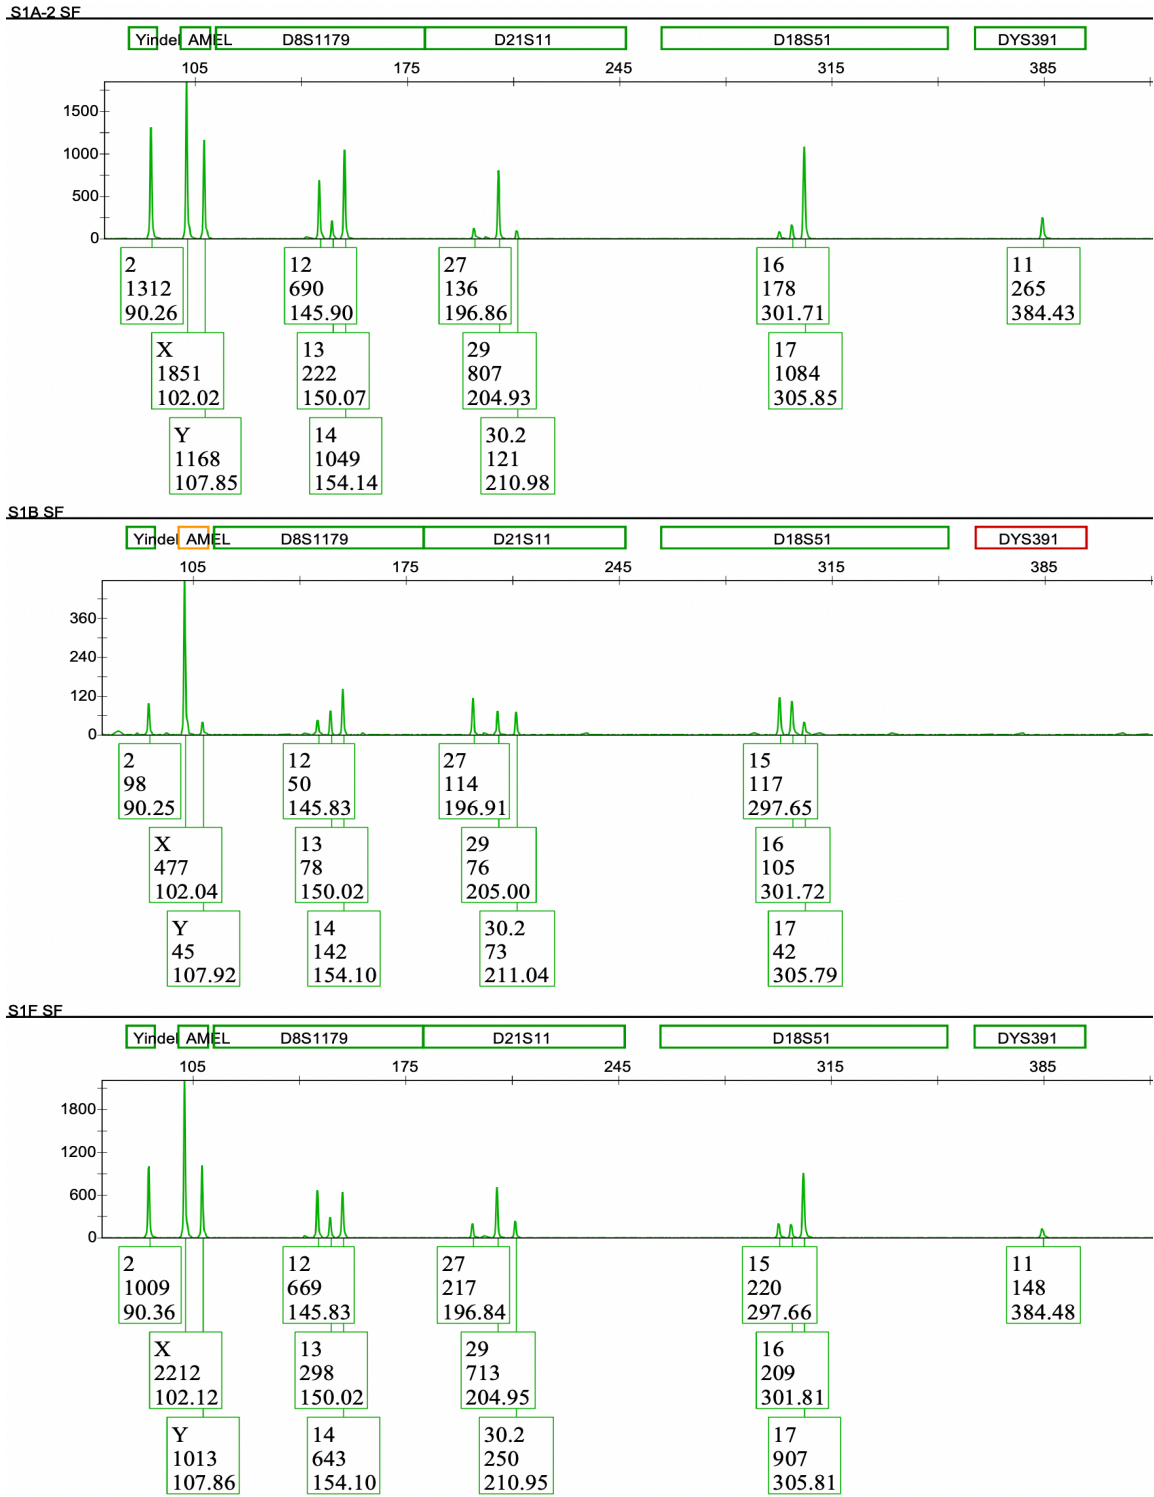 S1A-2 SF
Yindel AMEL D8S1179 D21S11 D18S51 DYS391
105 175 245 315 385
1500
1000
500
0
2 12 27 16 11
1312 690 136 178 265
90.26 145.90 196.86 301.71 384.43
X 13 29 17
1851 222 807 1084
102.02 150.07 204.93 305.85
Y 14 30.2
1168 1049 121
107.85 154.14 210.98
S1B SF
Yindel AMEL D8S1179 D21S11 D18S51 DYS391
105 175 245 315 385
360
240
120
0
2 12 27 15
98 50 114 117
90.25 145.83 196.91 297.65
X 13 29 16
477 78 76 105
102.04 150.02 205.00 301.72
Y 14 30.2 17
45 142 73 42
107.92 154.10 211.04 305.79
S1F SF
Yindel AMEL D8S1179 D21S11 D18S51 DYS391
105 175 245 315 385
1800
1200
600
0
2 12 27 15 11
1009 669 217 220 148
90.36 145.83 196.84 297.66 384.48
X 13 29 16
2212 298 713 209
102.12 150.02 204.95 301.81
Y 14 30.2 17
1013 643 250 907
107.86 154.10 210.95 305.81